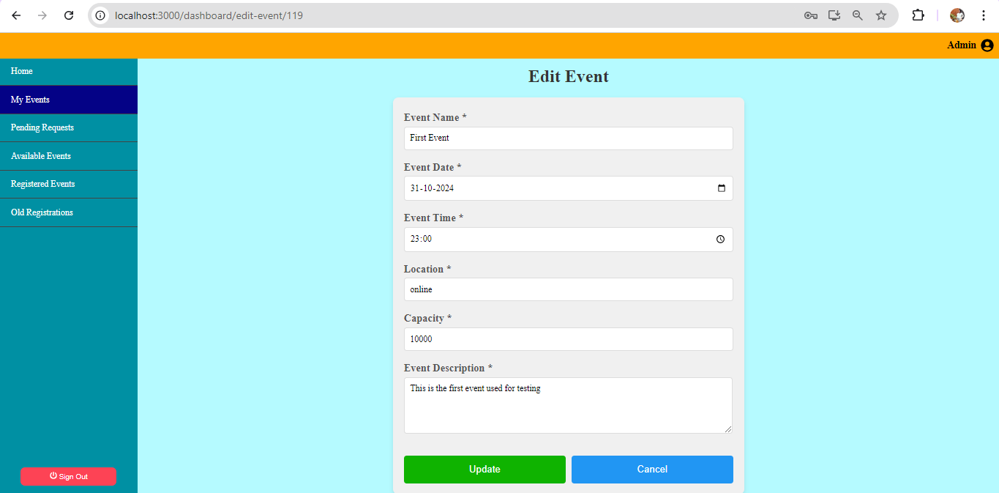 localhost:3000/dashboard/edit-event/119
Admin
Home
My Events
Pending Requests
Available Events
Registered Events
Old Registrations
Sign Out
Edit Event
Event Name *
First Event
Event Date *
31-10-2024
Event Time *
23:00
Location *
online
Capacity *
10000
Event Description *
This is the first event used for testing
Update Cancel